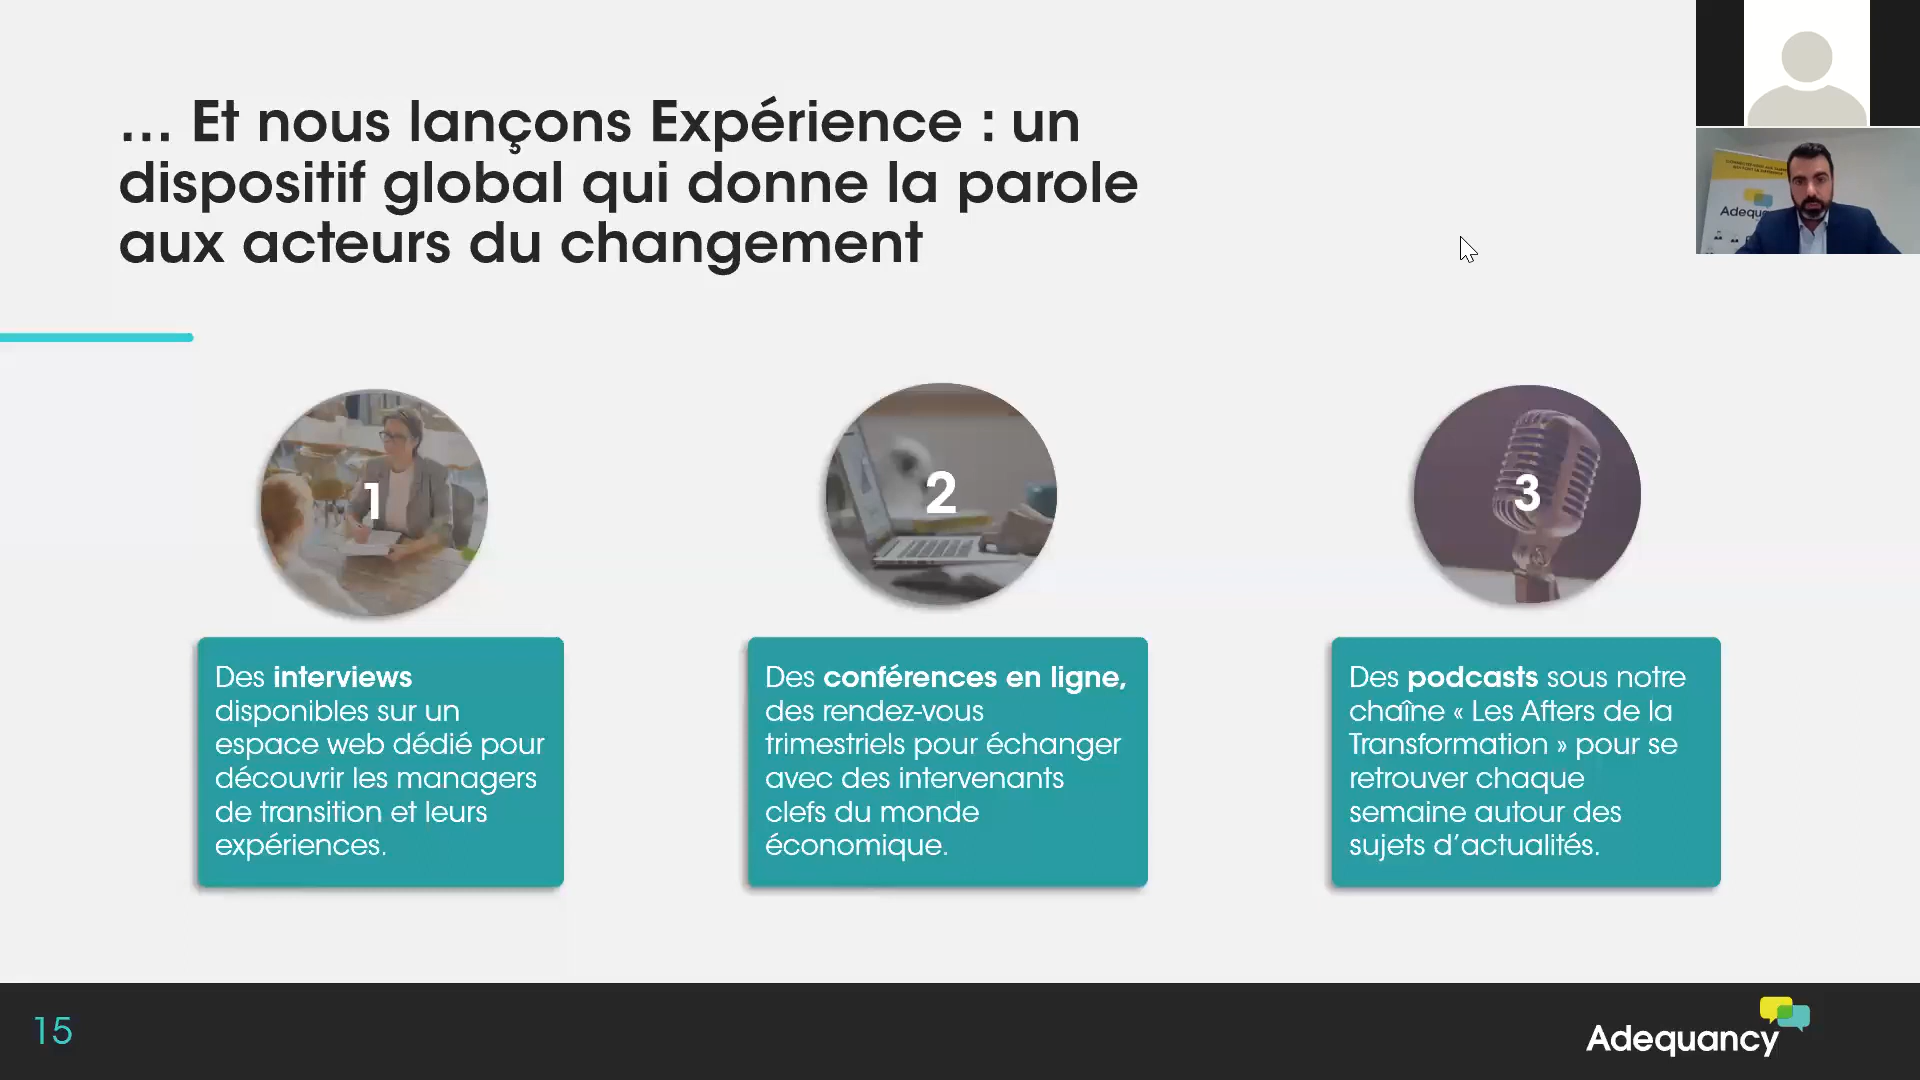 ... Et nous lançons Expérience : un
dispositif global qui donne la parole
aux acteurs du changement
1
2
3
Des interviews
disponibles sur un
espace web dédié pour
découvrir les managers
de transition et leurs
expériences.
Des conférences en ligne,
des rendez-vous
trimestriels pour échanger
avec des intervenants
clefs du monde
économique.
Des podcasts sous notre
chaîne « Les Afters de la
Transformation » pour se
retrouver chaque
semaine autour des
sujets d’actualités.
15
Adequancy